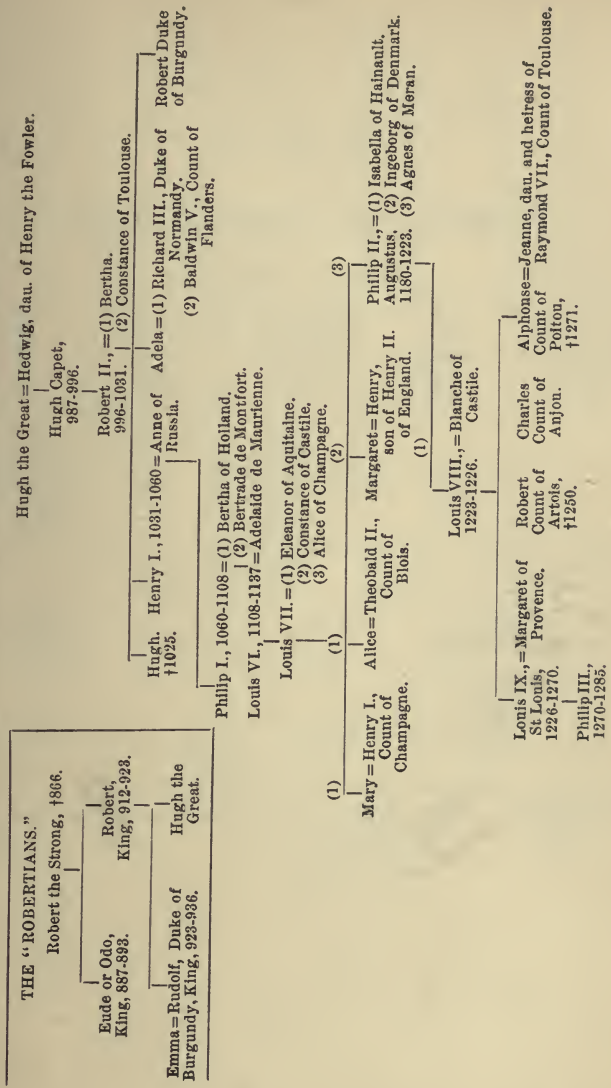 THE "ROBERTIANS."
Robert the Strong, †866.
Eude or Odo,
King, 887-893.
Robert,
King, 912-923.
Emma=Rudolf, Duke of
Burgundy, King, 923-936.
Hugh the
Great.
Hugh the Great=Hedwig, dau. of Henry the Fowler.
Hugh Capet,
987-996.
Robert II., =(1) Bertha.
996-1031. (2) Constance of Toulouse.
Hugh.
†1025.
Henry I., 1031-1060=Anne of
Russia.
Adela=(1) Richard III., Duke of
Normandy.
(2) Baldwin V., Count of
Flanders.
Robert Duke
of Burgundy.
Philip I., 1060-1108=(1) Bertha of Holland.
(2) Bertrade de Montfort.
Louis VI., 1108-1137=Adelaide de Maurienne.
Louis VII.=(1) Eleanor of Aquitaine.
(2) Constance of Castile.
(3) Alice of Champagne.
(1)
(1)
(2)
(3)
Mary=Henry I.,
Count of
Champagne.
Alice=Theobald II.,
Count of
Blois.
Margaret=Henry,
son of Henry II.
of England.
Philip II.,=(1) Isabella of Hainault.
Augustus, (2) Ingeborg of Denmark.
1180-1223. (3) Agnes of Meran.
(1)
Louis VIII.,=Blanche of
1223-1226. Castile.
Louis IX.,=Margaret of
St Louis, Provence.
1226-1270.
Robert
Count of
Artois,
†1250.
Charles
Count of
Anjou.
Alphonse=Jeanne, dau. and heiress of
Count of Raymond VII., Count of Toulouse.
Poitou,
†1271.
Philip III.,
1270-1285.